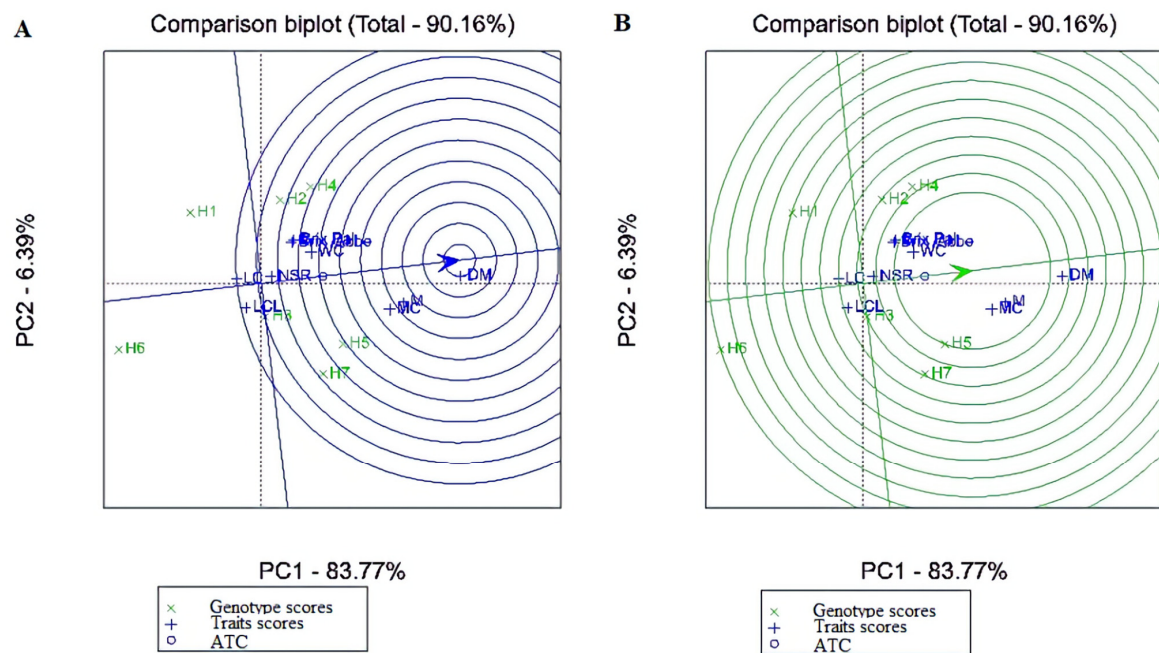 A
Comparison biplot (Total - 90.16%)
H4
H2
H1
WC
LC
NSR
DM
M
MC
LCL
H3
H5
H6
H7
PC2 - 6.39%
PC1 - 83.77%
Genotype scores
Traits scores
ATC
B
Comparison biplot (Total - 90.16%)
H4
H2
H1
WC
LC
NSR
DM
M
MC
LCL
H3
H5
H6
H7
PC2 - 6.39%
PC1 - 83.77%
Genotype scores
Traits scores
ATC